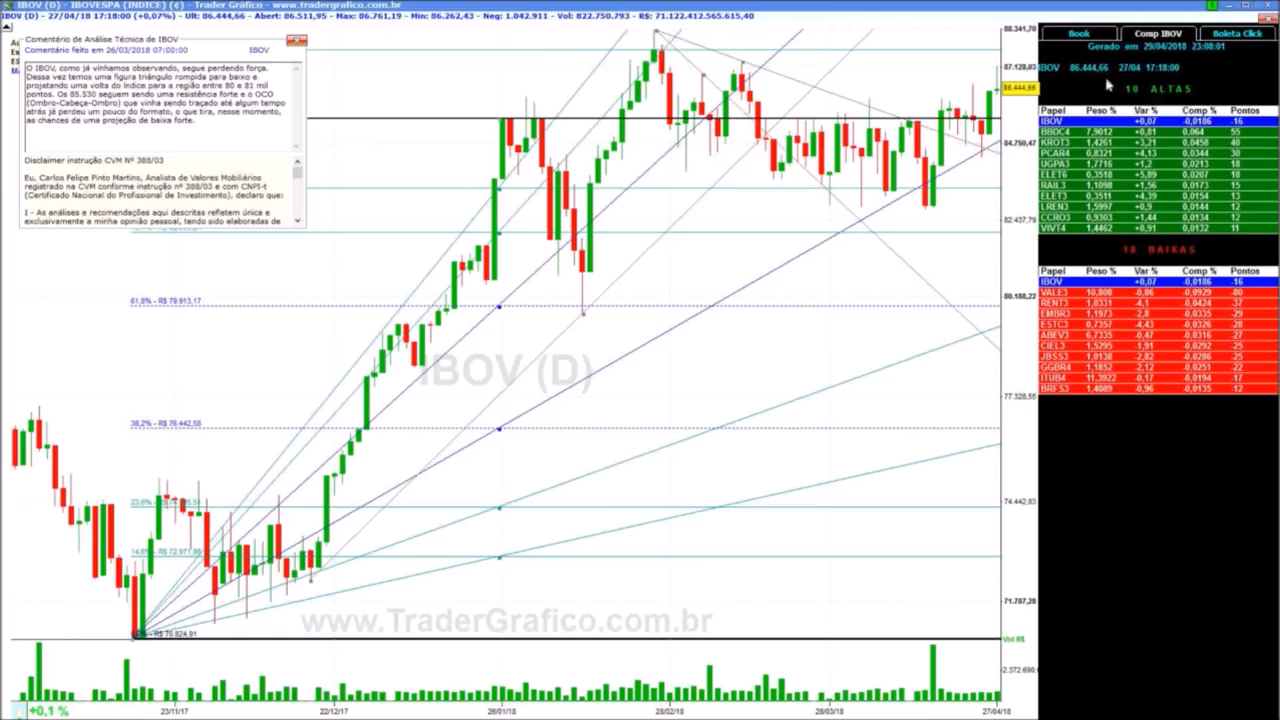 IBOV (D) - IBOVESPA (INDICE) (¢) - Trader Gráfico - www.tradergrafico.com.br
IBOV (D) - 27/04/18 17:18:00 (+0,07%) - Ult: 86.444,66 - Abert: 86.511,95 - Max: 86.761,19 - Min: 86.262,43 - Neg: 1.042.911 - Vol: 822.750.793 - R$: 71.122.412.565.615,40
Comentário de Análise Técnica de IBOV
Comentário feito em 26/03/2018 07:00:00 IBOV
O IBOV, como já vínhamos observando, segue perdendo força.
Dessa vez temos uma figura triângulo rompida para baixo e
projetando uma volta do índice para a região entre 80 e 81 mil
pontos. Os 85.530 seguem sendo uma resistência forte e o OCO
(Ombro-Cabeça-Ombro) que vinha sendo traçado até algum tempo
atrás já perdeu um pouco do formato, o que tira, nesse momento,
as chances de uma projeção de baixa forte.
Disclaimer instrução CVM Nº 388/03
Eu, Carlos Felipe Pinto Martins, Analista de Valores Mobiliários
registrado na CVM conforme instrução nº 388/03 e com CNPI-t
(Certificado Nacional do Profissional de Investimento), declaro que:
I - As análises e recomendações aqui descritas refletem única e
exclusivamente a minha opinião pessoal, tendo sido elaboradas de
61,8% - R$ 79.913,17
38,2% - R$ 76.442,58
23,6% - R$
14,6% - R$ 72.971,98
R$ 70.824,91
IBOV (D)
www.TraderGrafico.com.br
88.341,70
87.128,03
86.444,66
84.750,47
82.437,79
80.188,22
77.328,55
74.442,03
71.787,28
Vol R$
2.372.690,
+0,1 %
23/11/17
22/12/17
26/01/18
28/02/18
28/03/18
27/04/18
Book Comp IBOV Boleta Click
Gerado em 29/04/2018 23:08:01
IBOV 86.444,66 27/04 17:18:00
10 ALTAS
Papel Peso % Var % Comp % Pontos
IBOV +0,07 -0,0186 -16
BBDC4 7,9012 +0,81 0,064 55
KROT3 1,4261 +3,21 0,0458 40
PCAR4 0,8321 +4,13 0,0344 30
UGPA3 1,7716 +1,2 0,0213 18
ELET6 0,3518 +5,89 0,0207 18
RAIL3 1,1098 +1,56 0,0173 15
ELET3 0,3511 +4,39 0,0154 13
LREN3 1,5997 +0,9 0,0144 12
CCRO3 0,9303 +1,44 0,0134 12
VIVT4 1,4462 +0,91 0,0132 11
10 BAIXAS
Papel Peso % Var % Comp % Pontos
IBOV +0,07 -0,0186 -16
VALE3 10,808 -0,86 -0,0929 -80
RENT3 1,0331 -4,1 -0,0424 -37
EMBR3 1,1973 -2,8 -0,0335 -29
ESTC3 0,7357 -4,43 -0,0326 -28
ABEV3 6,7335 -0,47 -0,0316 -27
CIEL3 1,5295 1,91 -0,0292 -25
JBSS3 1,0138 -2,82 -0,0286 -25
GGBR4 1,1852 -2,12 -0,0251 -22
ITUB4 11,3922 -0,17 -0,0194 -17
BRFS3 1,4089 -0,96 -0,0135 -12